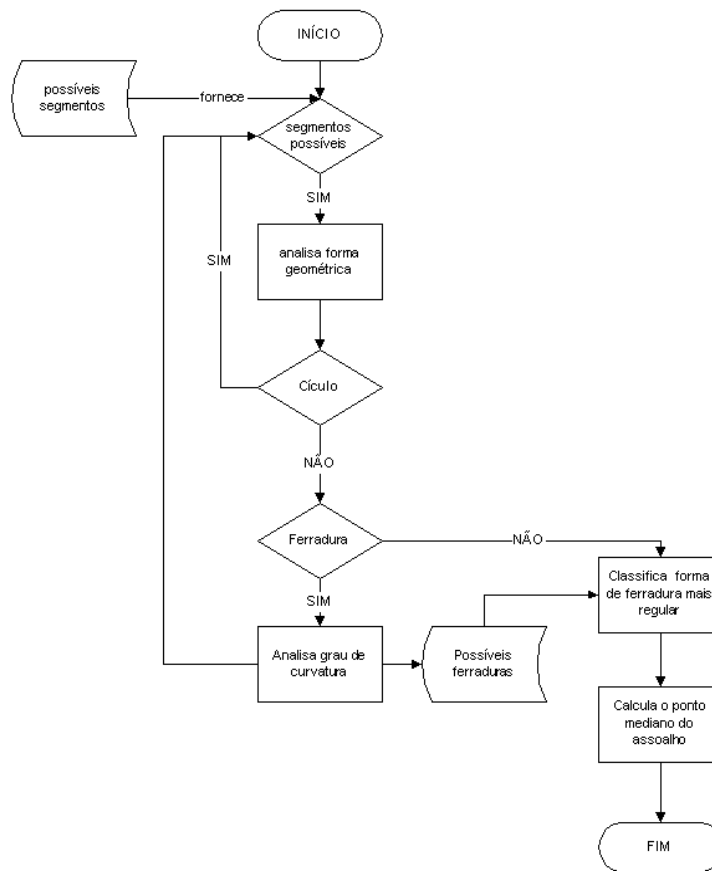 INÍCIO
possíveis
segmentos
fornece
segmentos
possíveis
SIM
analisa forma
geométrica
SIM
Cículo
NÃO
Ferradura
NÃO
SIM
Classifica forma
de ferradura mais
regular
Analisa grau de
curvatura
Possíveis
ferraduras
Calcula o ponto
mediano do
assoalho
FIM